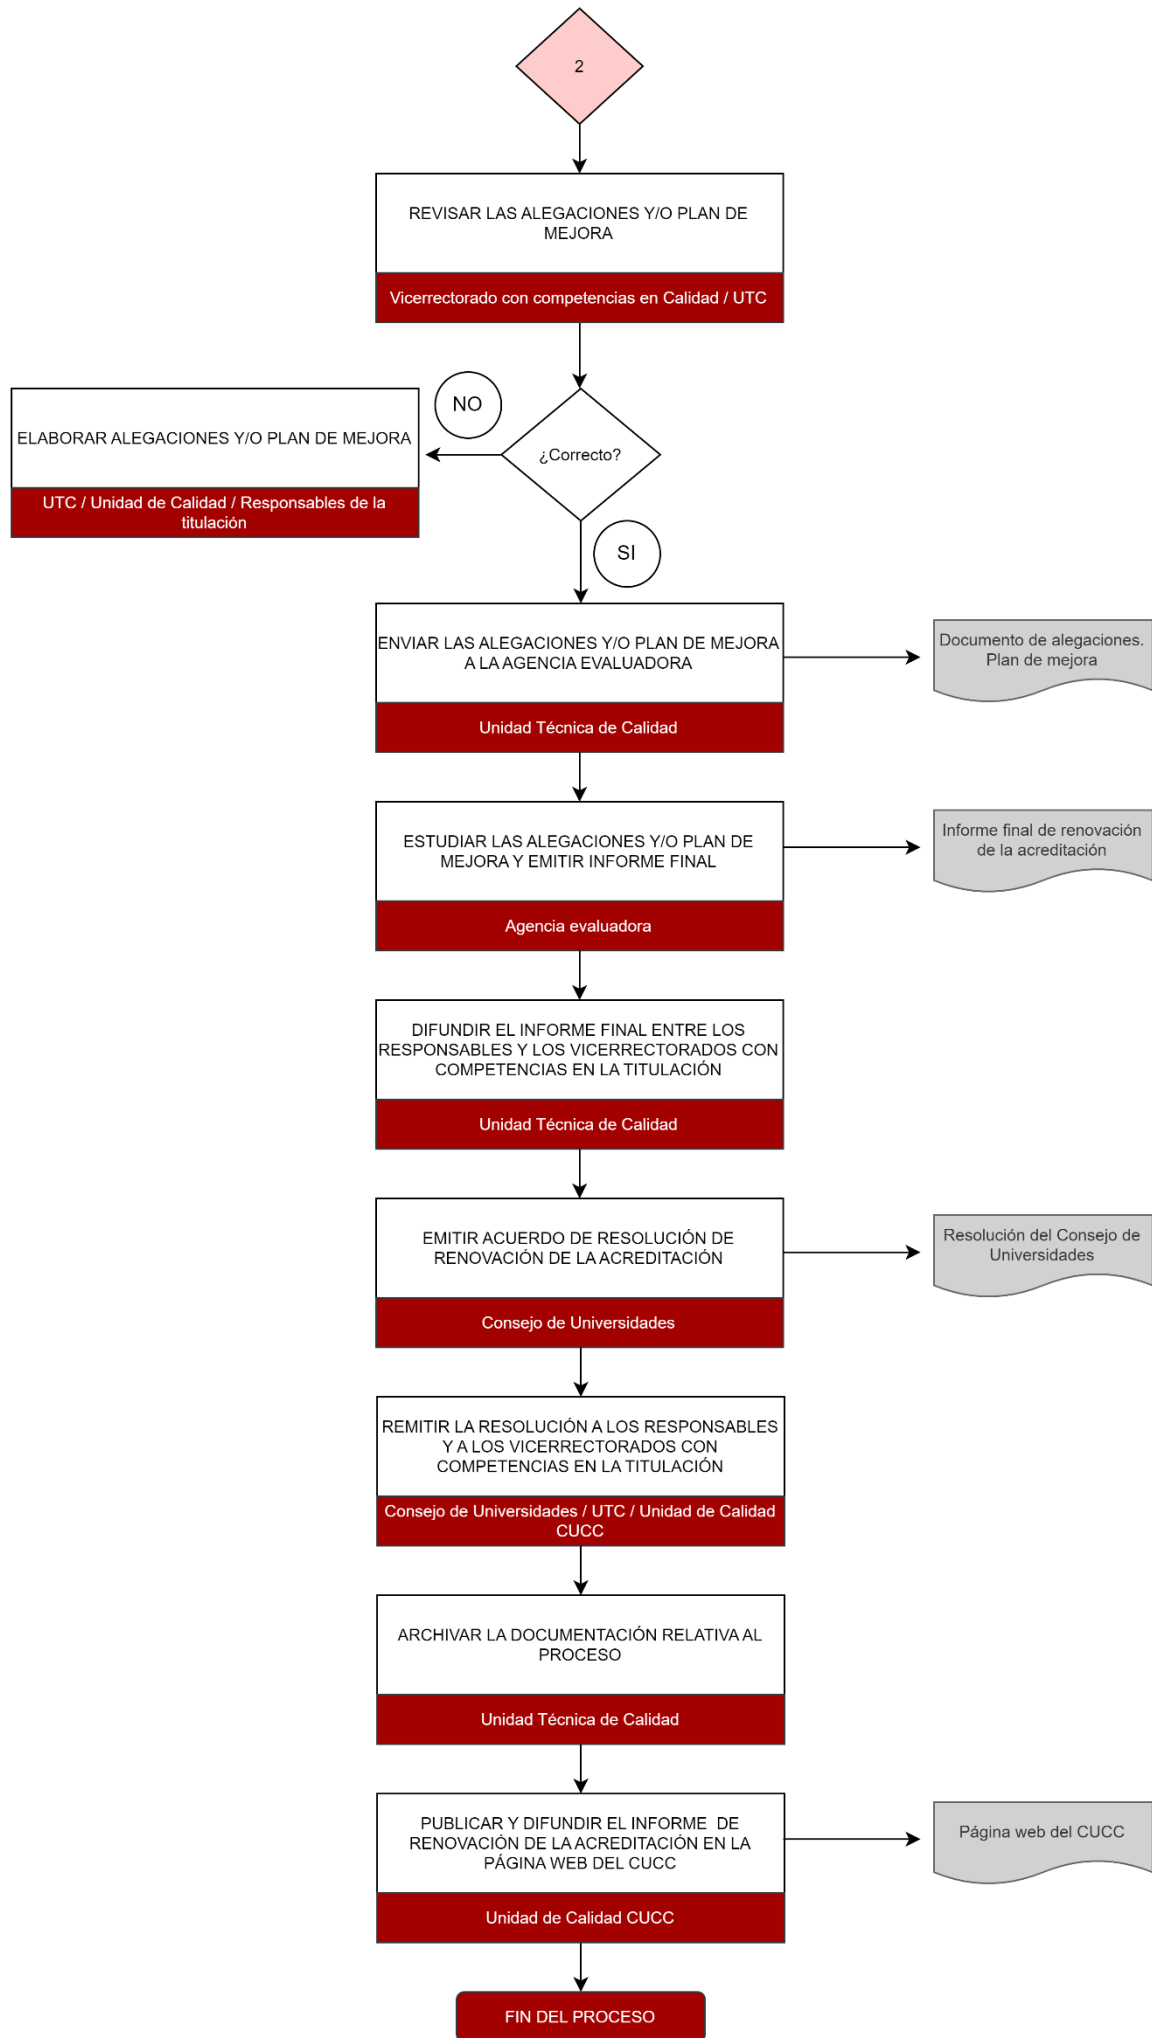 2
REVISAR LAS ALEGACIONES Y/O PLAN DE
MEJORA
Vicerrectorado con competencias en Calidad / UTC
NO
¿Correcto?
ELABORAR ALEGACIONES Y/O PLAN DE MEJORA
UTC / Unidad de Calidad / Responsables de la
titulación
SI
ENVIAR LAS ALEGACIONES Y/O PLAN DE MEJORA
A LA AGENCIA EVALUADORA
Unidad Técnica de Calidad
Documento de alegaciones.
Plan de mejora
ESTUDIAR LAS ALEGACIONES Y/O PLAN DE
MEJORA Y EMITIR INFORME FINAL
Agencia evaluadora
Informe final de renovación
de la acreditación
DIFUNDIR EL INFORME FINAL ENTRE LOS
RESPONSABLES Y LOS VICERRECTORADOS CON
COMPETENCIAS EN LA TITULACIÓN
Unidad Técnica de Calidad
EMITIR ACUERDO DE RESOLUCIÓN DE
RENOVACIÓN DE LA ACREDITACIÓN
Consejo de Universidades
Resolución del Consejo de
Universidades
REMITIR LA RESOLUCIÓN A LOS RESPONSABLES
Y A LOS VICERRECTORADOS CON
COMPETENCIAS EN LA TITULACIÓN
Consejo de Universidades / UTC / Unidad de Calidad
CUCC
ARCHIVAR LA DOCUMENTACIÓN RELATIVA AL
PROCESO
Unidad Técnica de Calidad
PUBLICAR Y DIFUNDIR EL INFORME  DE
RENOVACIÓN DE LA ACREDITACIÓN EN LA
PÁGINA WEB DEL CUCC
Unidad de Calidad CUCC
Página web del CUCC
FIN DEL PROCESO